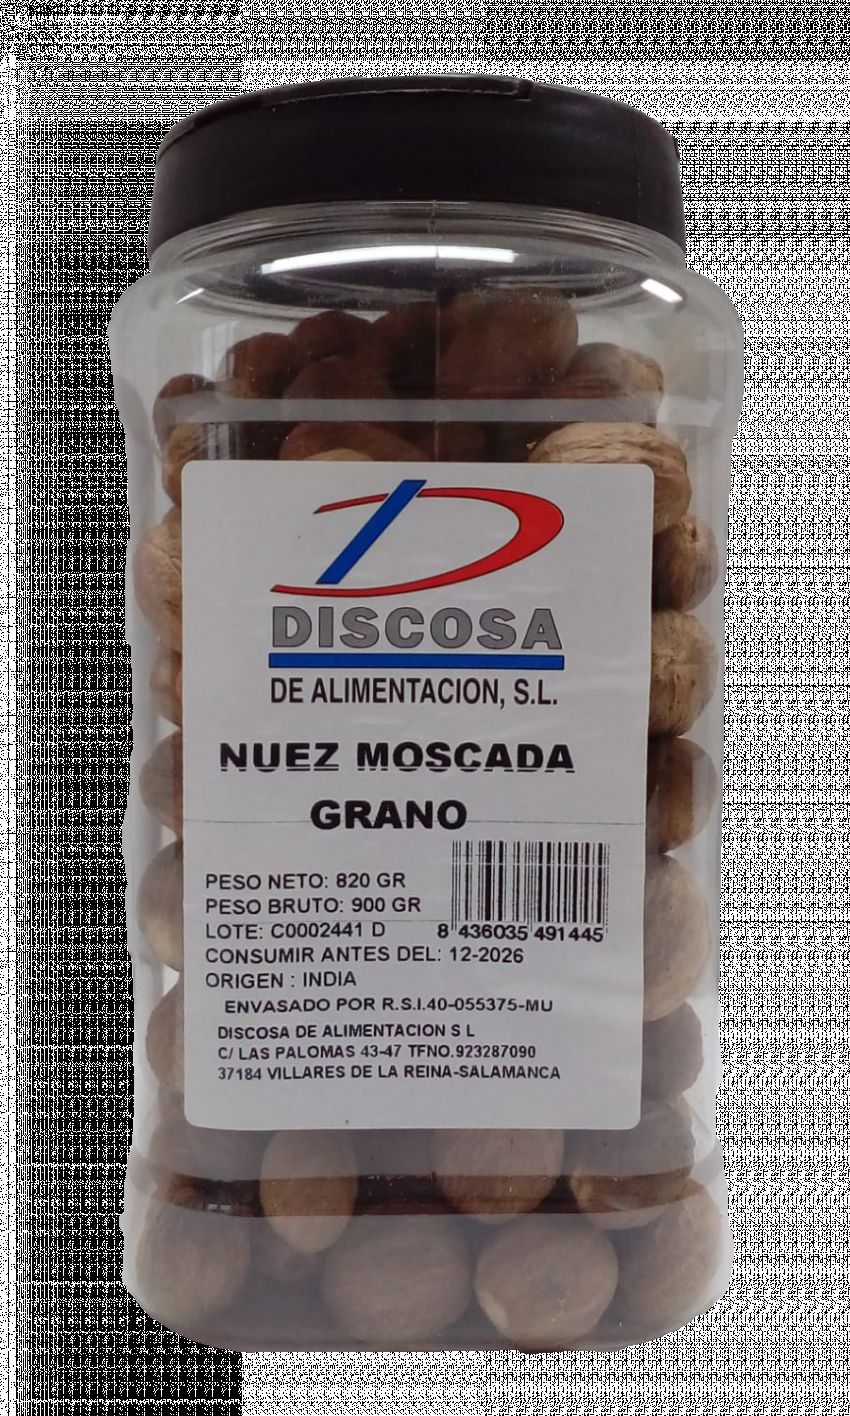 DISCOSA
DE ALIMENTACION, S.L.
NUEZ MOSCADA
GRANO
PESO NETO: 820 GR
PESO BRUTO: 900 GR
LOTE: C0002441 D
8 436035 491445
CONSUMIR ANTES DEL: 12-2026
ORIGEN : INDIA
ENVASADO POR R.S.I.40-055375-MU
DISCOSA DE ALIMENTACION S L
C/ LAS PALOMAS 43-47 TFNO.923287090
37184 VILLARES DE LA REINA-SALAMANCA